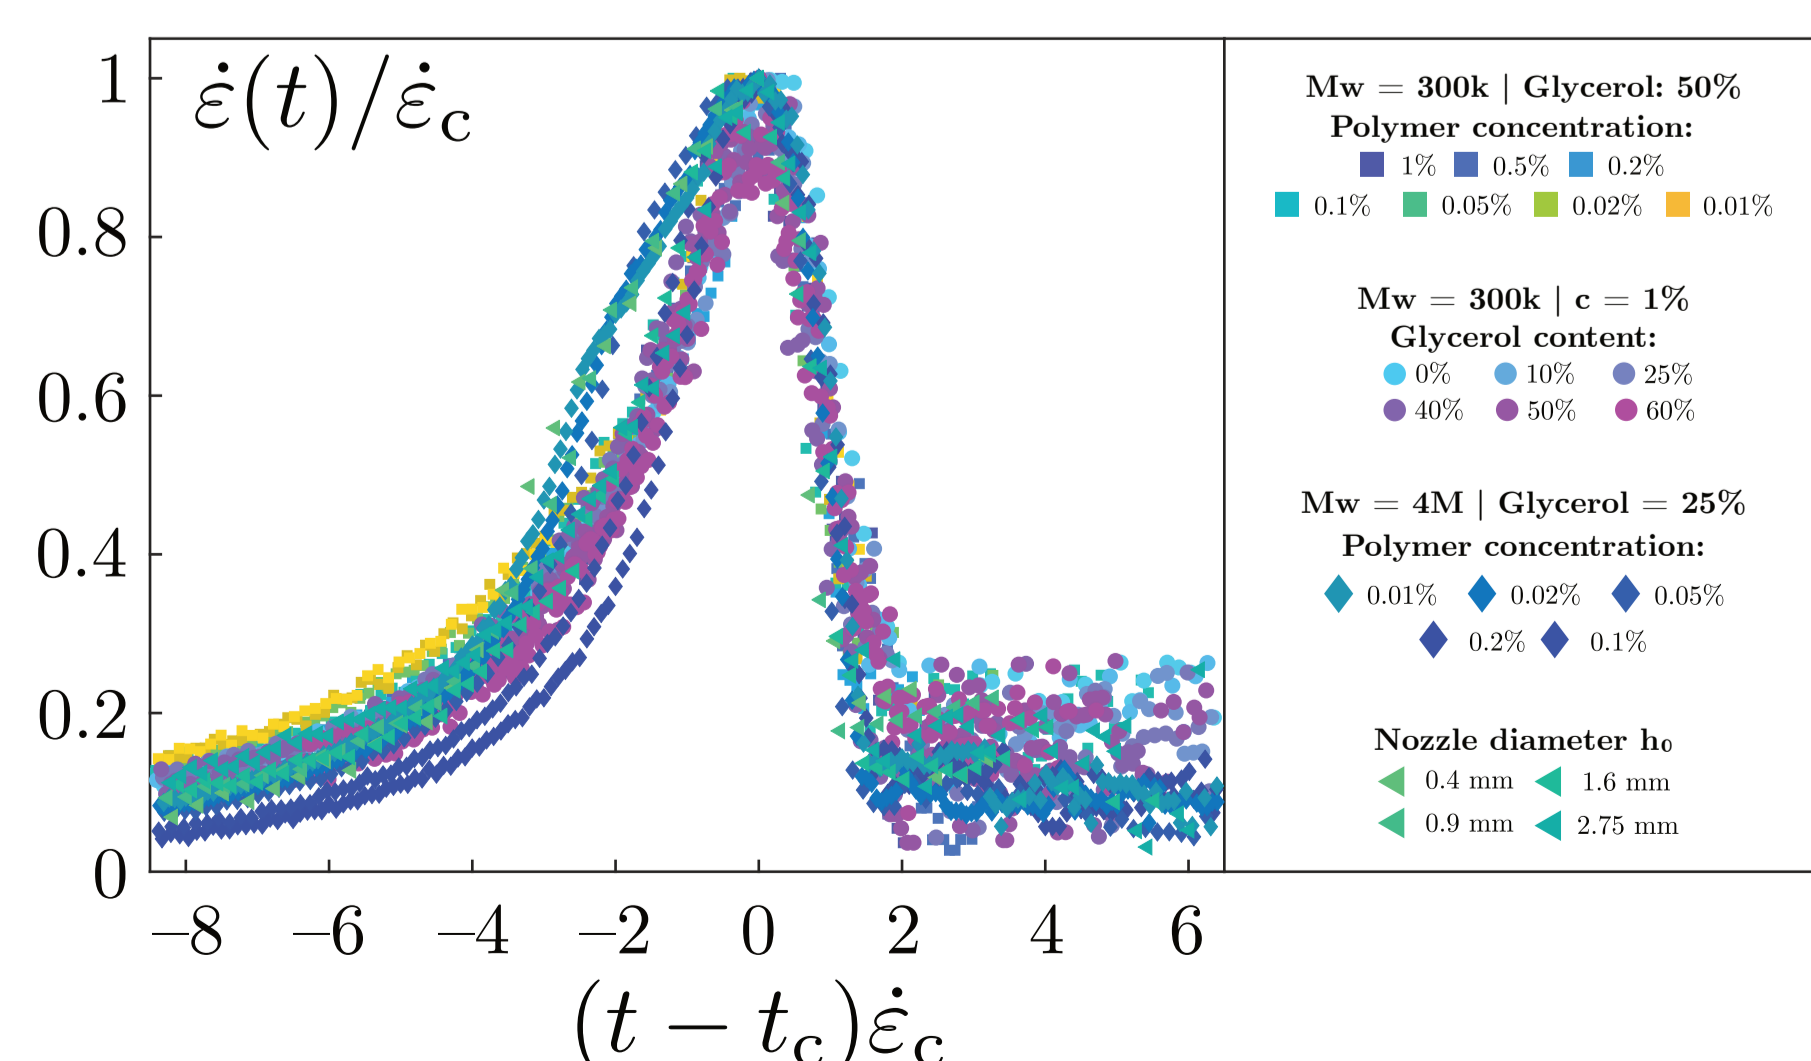 ε̇(t)/ε̇c
1
0.8
0.6
0.4
0.2
0
−8 −6 −4 −2 0 2 4 6
(t − tc)ε̇c
Mw = 300k | Glycerol: 50%
Polymer concentration:
1% 0.5% 0.2%
0.1% 0.05% 0.02% 0.01%
Mw = 300k | c = 1%
Glycerol content:
0% 10% 25%
40% 50% 60%
Mw = 4M | Glycerol = 25%
Polymer concentration:
0.01% 0.02% 0.05%
0.2% 0.1%
Nozzle diameter h₀
0.4 mm 1.6 mm
0.9 mm 2.75 mm